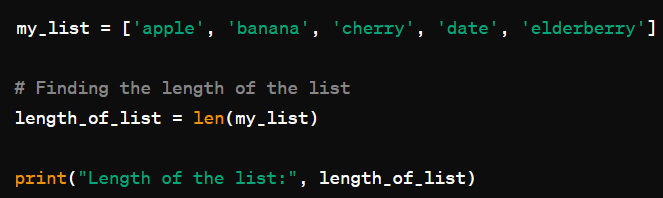 my_list = ['apple', 'banana', 'cherry', 'date', 'elderberry']
# Finding the length of the list
length_of_list = len(my_list)
print("Length of the list:", length_of_list)